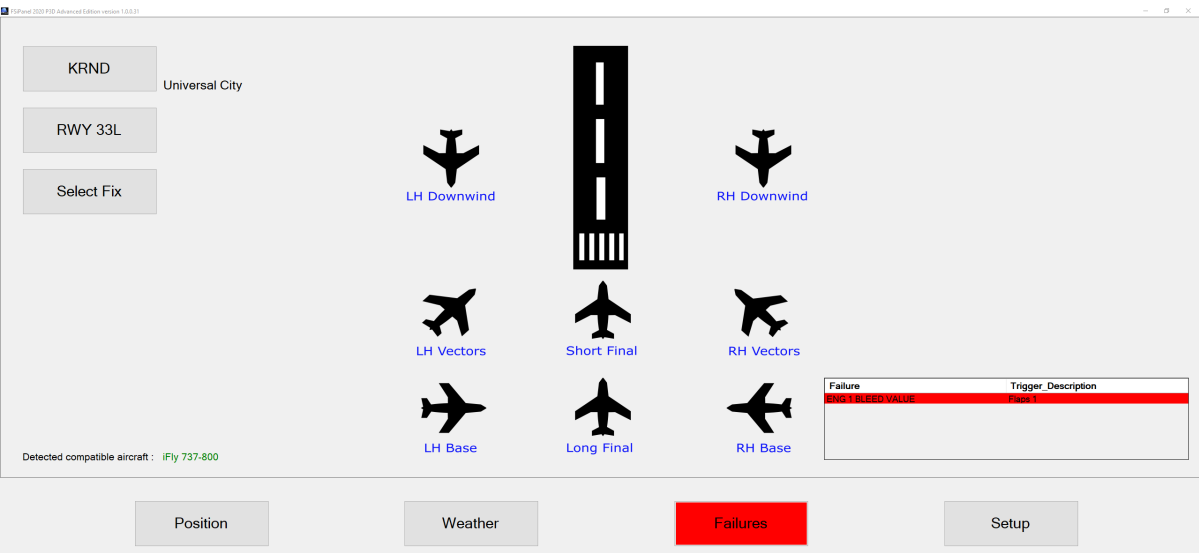 FSiPanel 2020 P3D Advanced Edition version 1.0.0.31
KRND
Universal City
RWY 33L
Select Fix
LH Downwind
RH Downwind
LH Vectors
Short Final
RH Vectors
Failure Trigger_Description
ENG 1 BLEED VALUE Flaps 1
LH Base
Long Final
RH Base
Detected compatible aircraft : iFly 737-800
Position
Weather
Failures
Setup